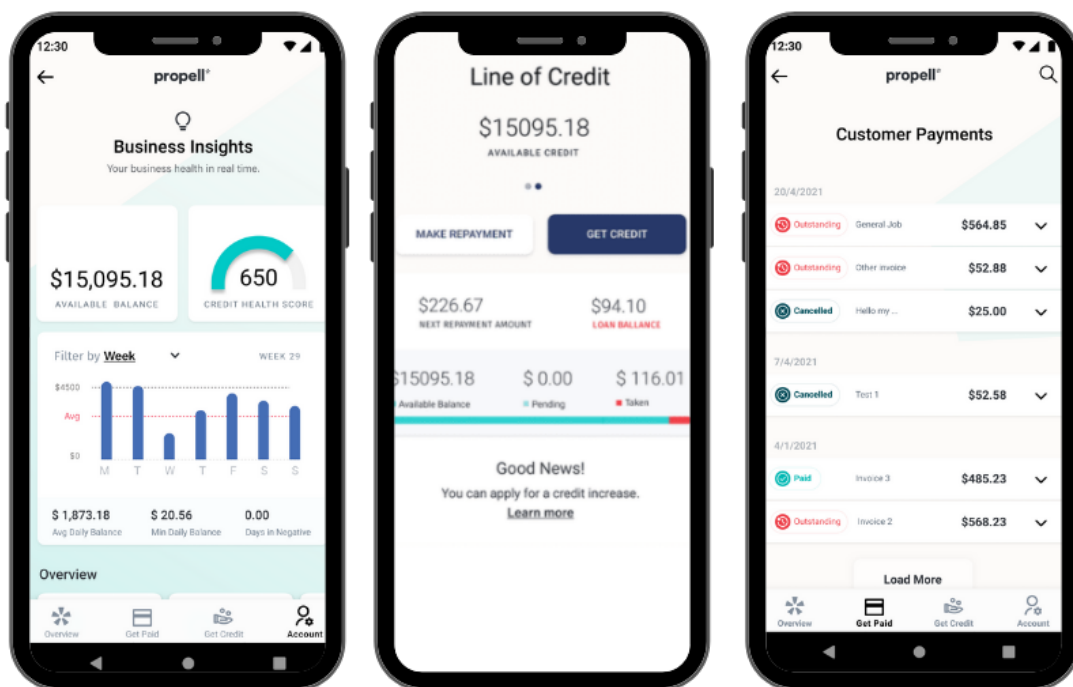 12:30
propell°
Business Insights
Your business health in real time.
$15,095.18
AVAILABLE BALANCE
650
CREDIT HEALTH SCORE
Filter by Week
WEEK 29
$4500
Avg
$0
M T W T F S S
$ 1,873.18 $ 20.56 0.00
Avg Daily Balance Min Daily Balance Days in Negative
Overview
Overview Get Paid Get Credit Account
Line of Credit
$15095.18
AVAILABLE CREDIT
MAKE REPAYMENT GET CREDIT
$226.67 $94.10
NEXT REPAYMENT AMOUNT LOAN BALLANCE
$15095.18 $ 0.00 $ 116.01
Available Balance Pending Taken
Good News!
You can apply for a credit increase.
Learn more
12:30
propell°
Customer Payments
20/4/2021
Outstanding General Job $564.85
Outstanding Other invoice $52.88
Cancelled Hello my ... $25.00
7/4/2021
Cancelled Test 1 $52.58
4/1/2021
Paid Invoice 3 $485.23
Outstanding Invoice 2 $568.23
Load More
Overview Get Paid Get Credit Account